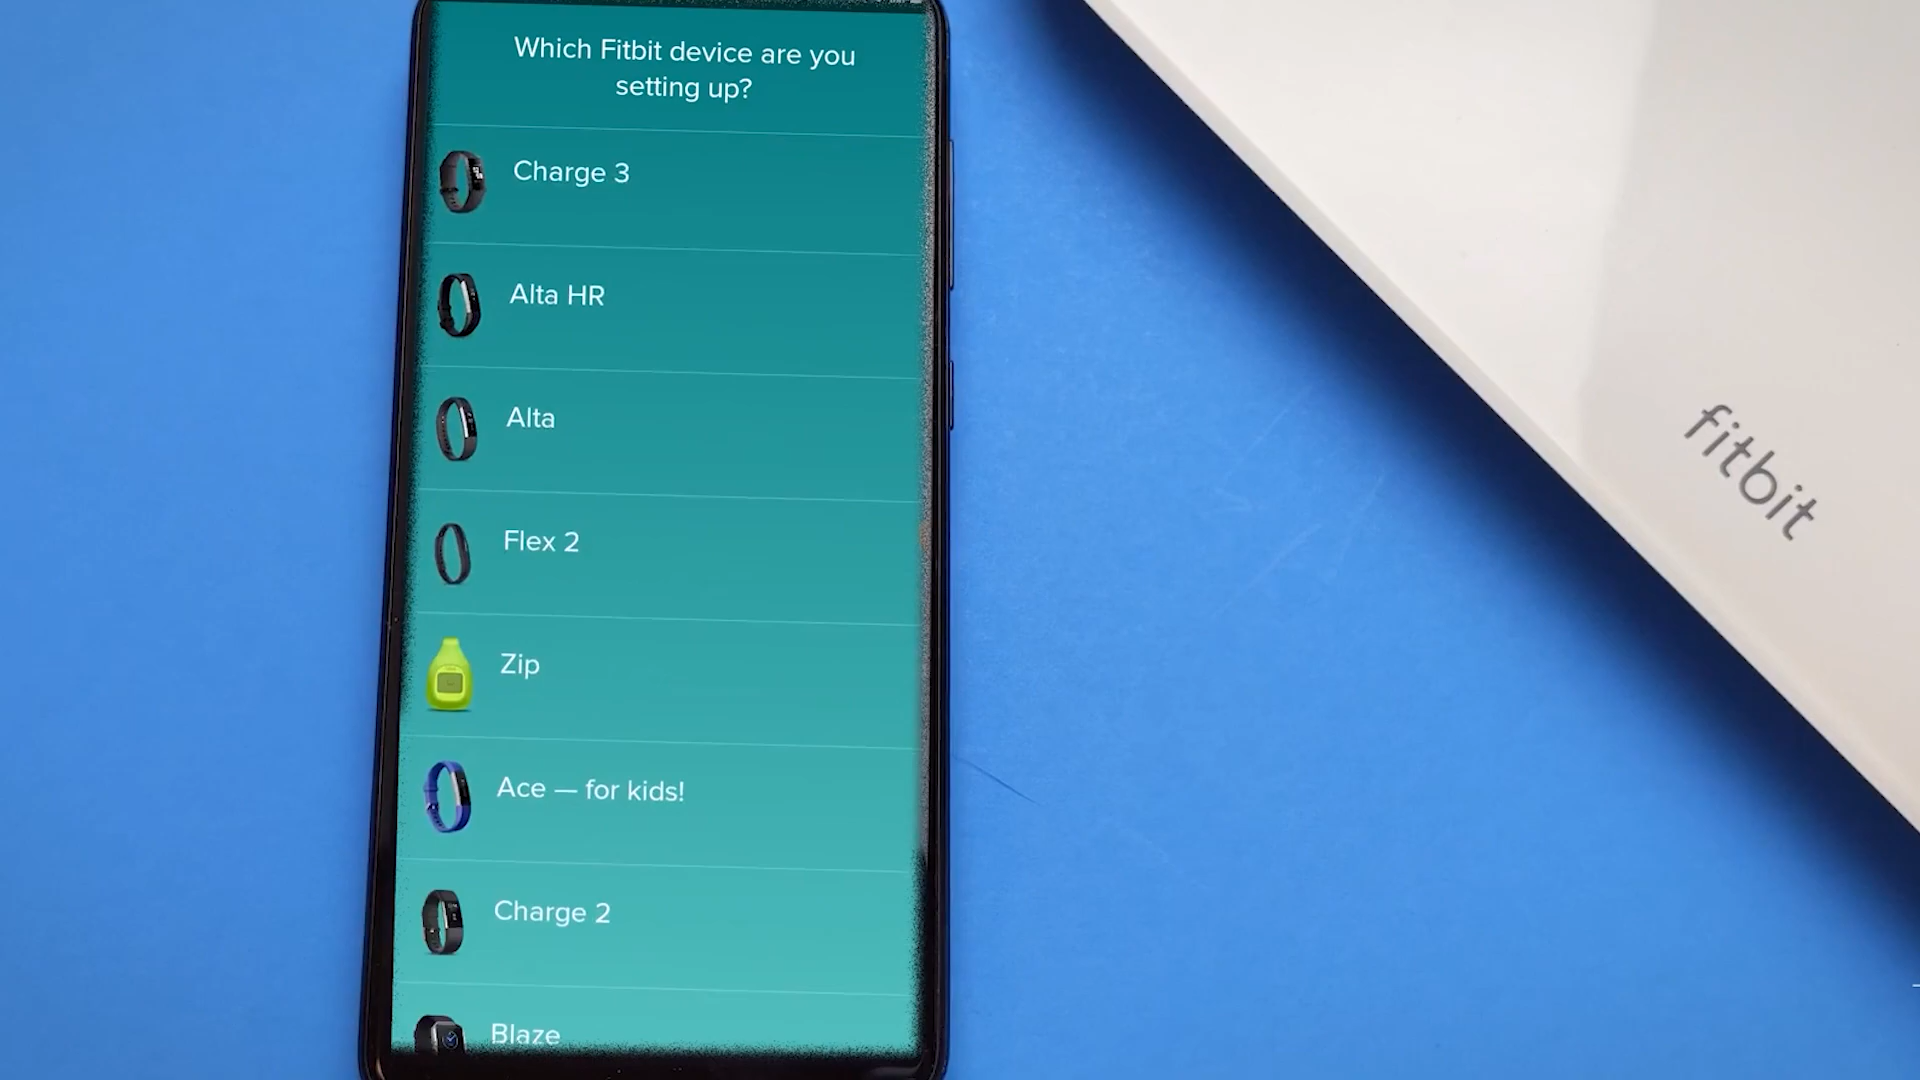 Which Fitbit device are you
setting up?
Charge 3
Alta HR
Alta
Flex 2
Zip
Ace — for kids!
Charge 2
Blaze
fitbit